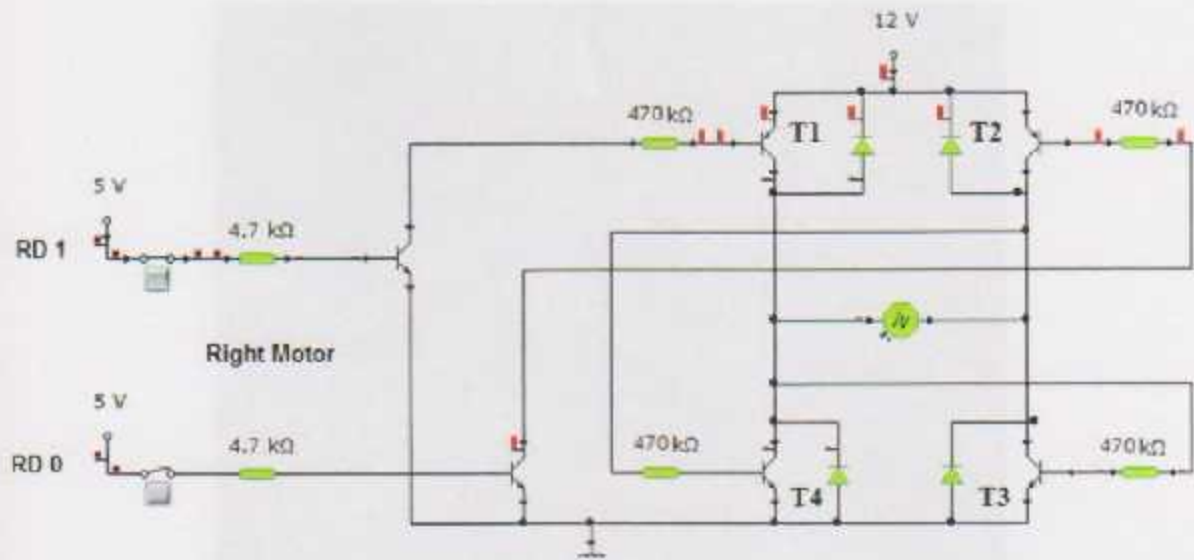 12 V
470 kΩ
T1
T2
470 kΩ
5 V
RD 1
4.7 kΩ
Right Motor
5 V
RD 0
4.7 kΩ
470 kΩ
T4
T3
470 kΩ